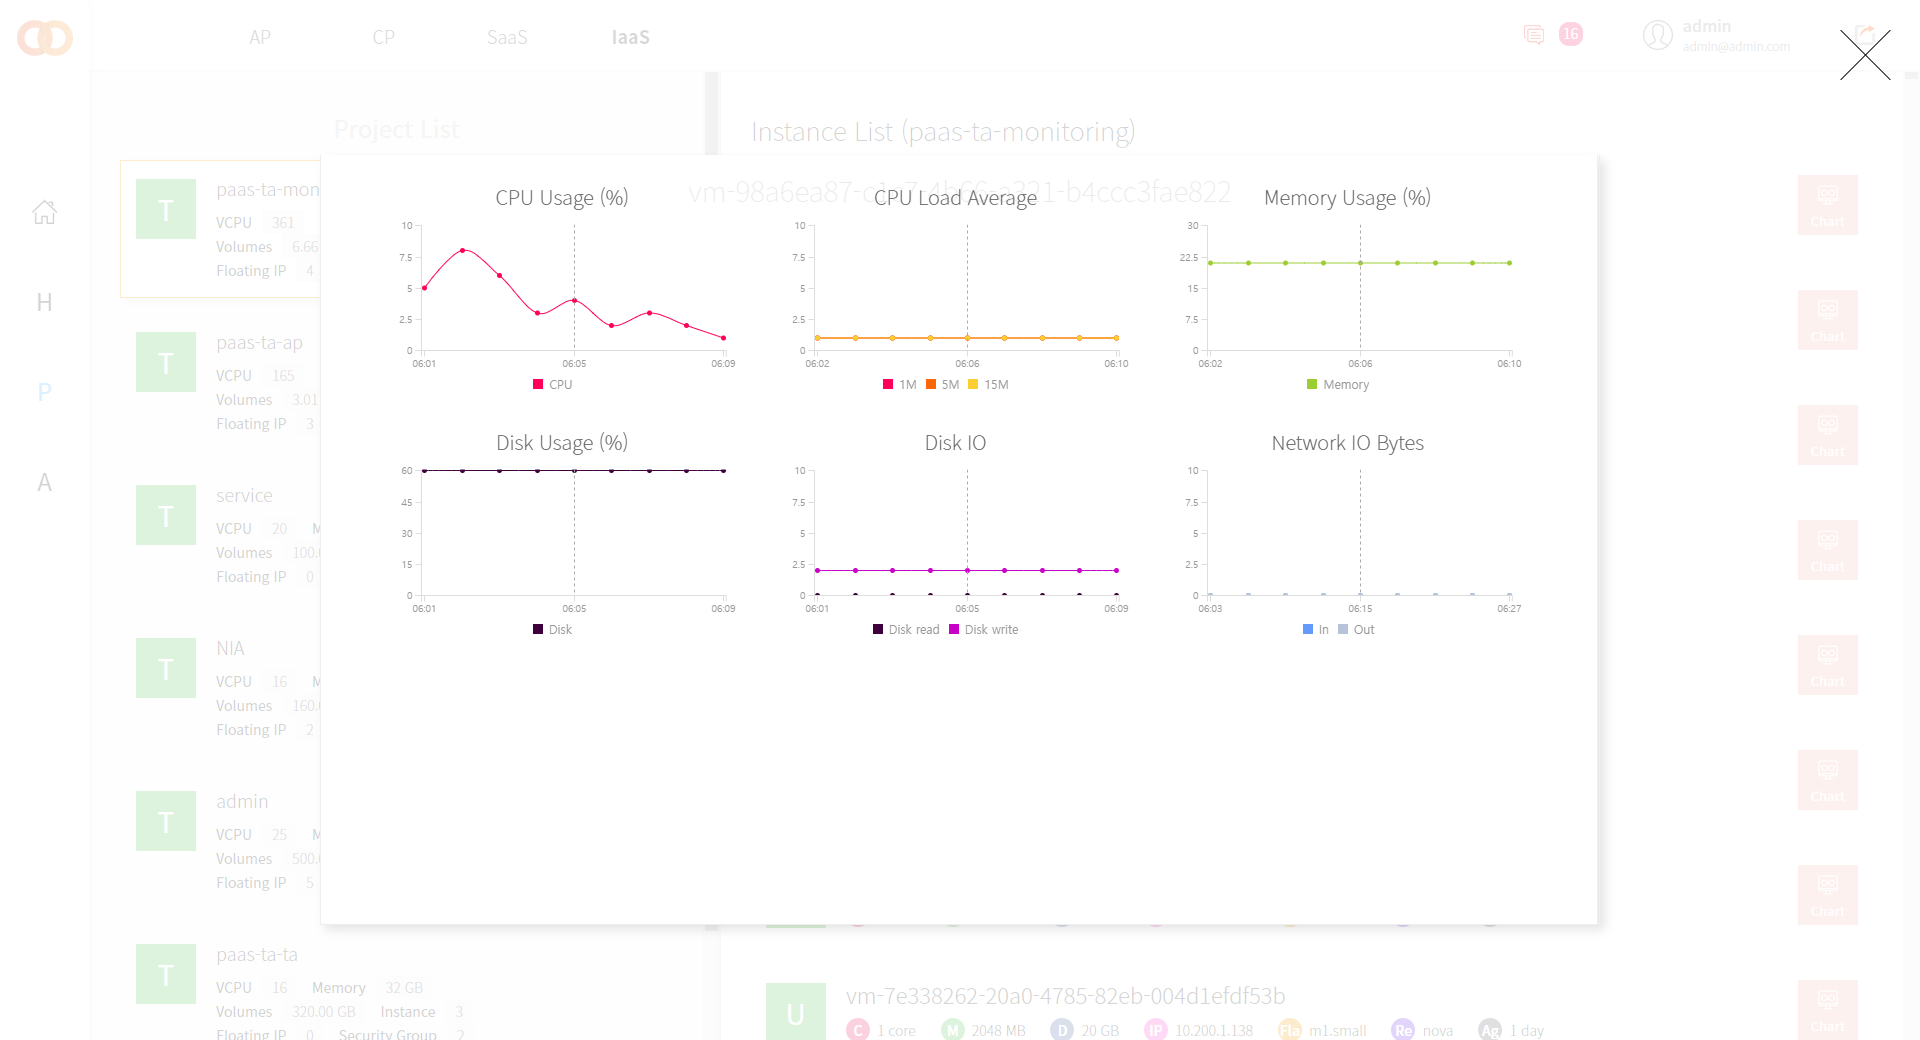 AP CP SaaS IaaS
16
admin
admin@admin.com
Project List
Instance List (paas-ta-monitoring)
T
paas-ta-mon
VCPU 361
Volumes 6.66
Floating IP 4
T
paas-ta-ap
VCPU 165
Volumes 3.01
Floating IP 3
T
service
VCPU 20 M
Volumes 100.
Floating IP 0
T
NIA
VCPU 16 M
Volumes 160.
Floating IP 2
T
admin
VCPU 25 M
Volumes 500.
Floating IP 5
T
paas-ta-ta
VCPU 16 Memory 32 GB
Volumes 320.00 GB Instance 3
Floating IP 0 Security Group 2
H
P
A
CPU Usage (%)
10
7.5
5
2.5
0
06:01 06:05 06:09
CPU
CPU Load Average
10
7.5
5
2.5
0
06:02 06:06 06:10
1M 5M 15M
Memory Usage (%)
30
22.5
15
7.5
0
06:02 06:06 06:10
Memory
Disk Usage (%)
60
45
30
15
0
06:01 06:05 06:09
Disk
Disk IO
10
7.5
5
2.5
0
06:01 06:05 06:09
Disk read Disk write
Network IO Bytes
10
7.5
5
2.5
0
06:03 06:15 06:27
In Out
Chart
Chart
Chart
Chart
Chart
Chart
Chart
Chart
U
vm-7e338262-20a0-4785-82eb-004d1efdf53b
C 1 core M 2048 MB D 20 GB IP 10.200.1.138 Fla m1.small Re nova Ag 1 day